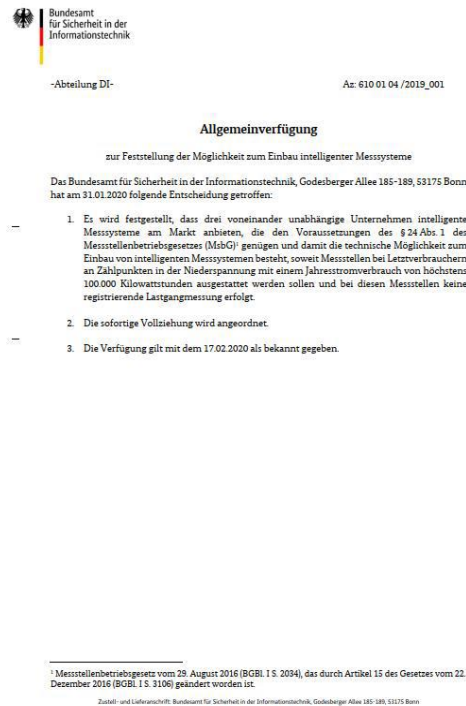 Bundesamt
für Sicherheit in der
Informationstechnik
-Abteilung DI-
Az: 610 01 04 /2019_001
Allgemeinverfügung
zur Feststellung der Möglichkeit zum Einbau intelligenter Messsysteme
Das Bundesamt für Sicherheit in der Informationstechnik, Godesberger Allee 185-189, 53175 Bonn
hat am 31.01.2020 folgende Entscheidung getroffen:
1. Es wird festgestellt, dass drei voneinander unabhängige Unternehmen intelligente
Messsysteme am Markt anbieten, die den Voraussetzungen des § 24 Abs. 1 des
Messstellenbetriebsgesetzes (MsbG)¹ genügen und damit die technische Möglichkeit zum
Einbau von intelligenten Messsystemen besteht, soweit Messstellen bei Letztverbrauchern
an Zählpunkten in der Niederspannung mit einem Jahresstromverbrauch von höchstens
100.000 Kilowattstunden ausgestattet werden sollen und bei diesen Messstellen keine
registrierende Lastgangmessung erfolgt.
2. Die sofortige Vollziehung wird angeordnet.
3. Die Verfügung gilt mit dem 17.02.2020 als bekannt gegeben.
¹ Messstellenbetriebsgesetz vom 29. August 2016 (BGBl. I S. 2034), das durch Artikel 15 des Gesetzes vom 22.
Dezember 2016 (BGBl. I S. 3106) geändert worden ist.
Zustell- und Lieferanschrift: Bundesamt für Sicherheit in der Informationstechnik, Godesberger Allee 185-189, 53175 Bonn